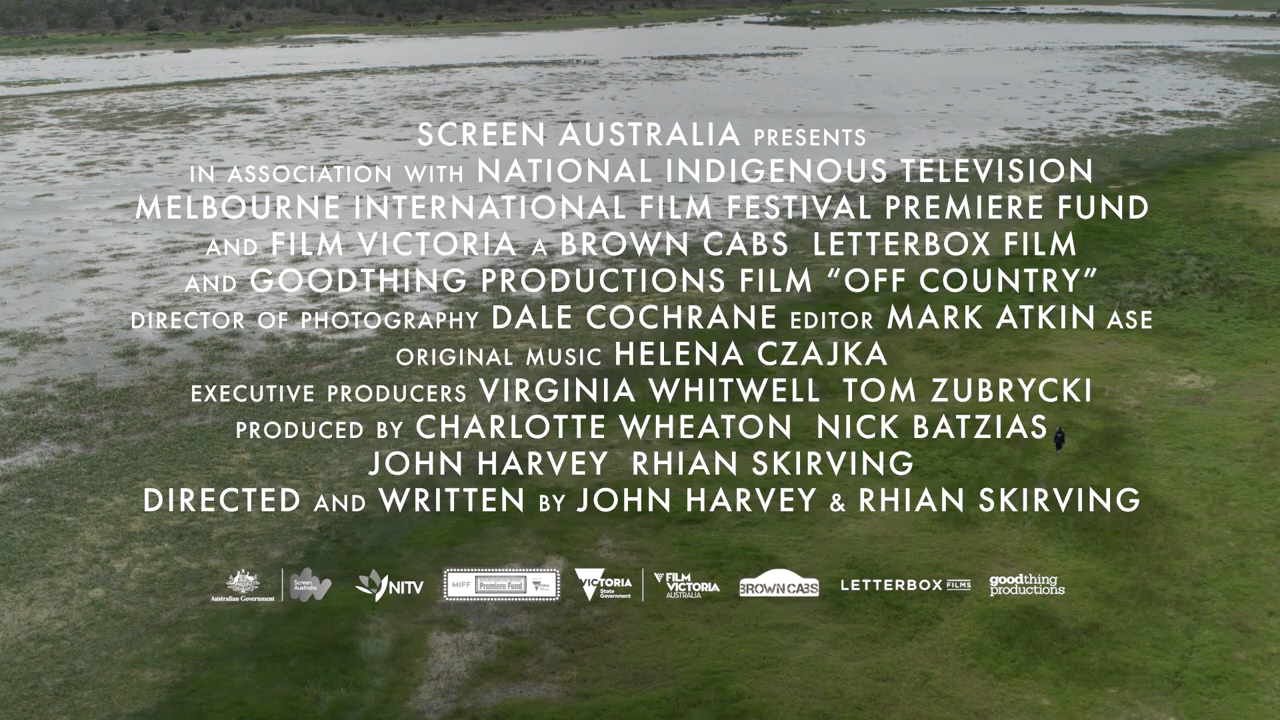 SCREEN AUSTRALIA PRESENTS
IN ASSOCIATION WITH NATIONAL INDIGENOUS TELEVISION
MELBOURNE INTERNATIONAL FILM FESTIVAL PREMIERE FUND
AND FILM VICTORIA A BROWN CABS LETTERBOX FILM
AND GOODTHING PRODUCTIONS FILM “OFF COUNTRY”
DIRECTOR OF PHOTOGRAPHY DALE COCHRANE EDITOR MARK ATKIN ASE
ORIGINAL MUSIC HELENA CZAJKA
EXECUTIVE PRODUCERS VIRGINIA WHITWELL TOM ZUBRYCKI
PRODUCED BY CHARLOTTE WHEATON NICK BATZIAS
JOHN HARVEY RHIAN SKIRVING
DIRECTED AND WRITTEN BY JOHN HARVEY & RHIAN SKIRVING
Australian Government
Screen
Australia
NITV
MIFF
Premiere Fund
VICTORIA
State
Government
FILM
VICTORIA
AUSTRALIA
BROWN CABS
LETTERBOX FILMS
goodthing
productions